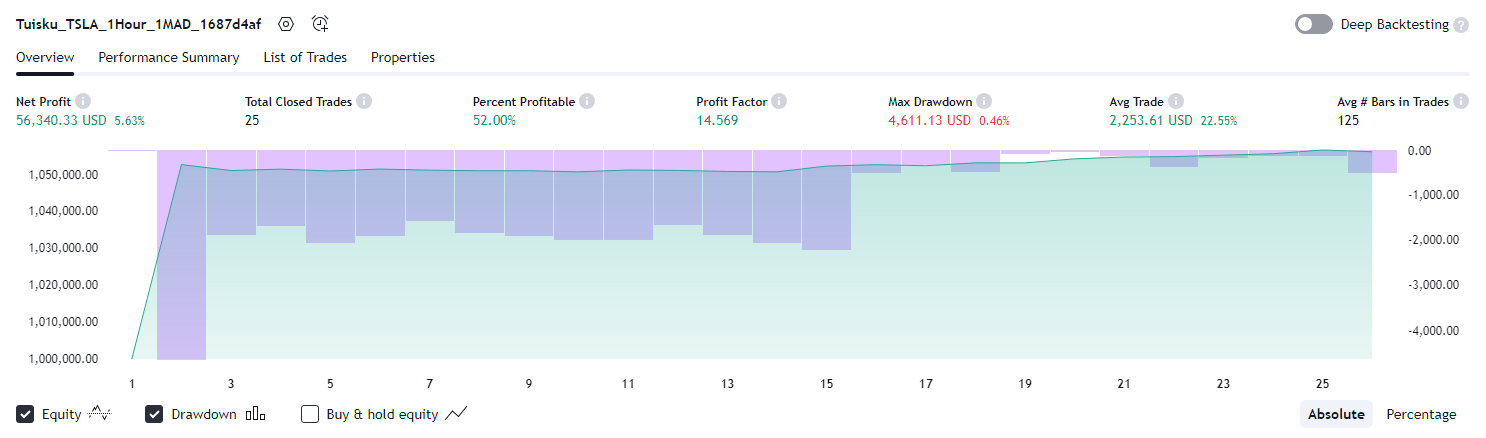 Tuisku_TSLA_1Hour_1MAD_1687d4af
Deep Backtesting ?
Overview Performance Summary List of Trades Properties
Net Profit i Total Closed Trades i Percent Profitable i Profit Factor i Max Drawdown i Avg Trade i Avg # Bars in Trades i
56,340.33 USD 5.63% 25 52.00% 14.569 4,611.13 USD 0.46% 2,253.61 USD 22.55% 125
0.00
1,050,000.00
-1,000.00
1,040,000.00
-2,000.00
1,030,000.00
1,020,000.00 -3,000.00
1,010,000.00
-4,000.00
1,000,000.00
1 3 5 7 9 11 13 15 17 19 21 23 25
Equity Drawdown Buy & hold equity Absolute Percentage